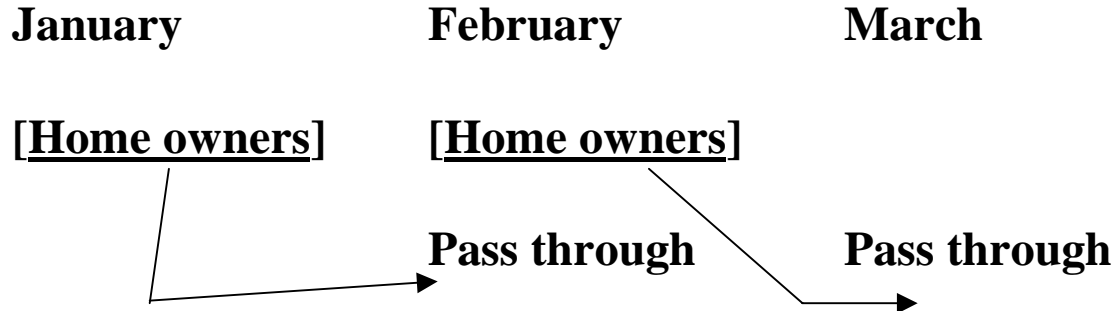 January February March
[Home owners] [Home owners]
Pass through Pass through